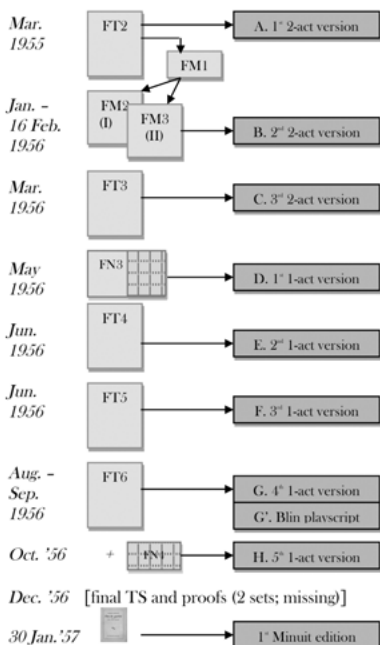 Mar. 1955
FT2
A. 1st 2-act version
FM1
Jan. – 16 Feb. 1956
FM2 (I)
FM3 (II)
B. 2nd 2-act version
Mar. 1956
FT3
C. 3rd 2-act version
May 1956
FN3
D. 1st 1-act version
Jun. 1956
FT4
E. 2nd 1-act version
Jun. 1956
FT5
F. 3rd 1-act version
Aug. – Sep. 1956
FT6
G. 4th 1-act version
G'. Blin playscript
Oct. '56
+
FN4
H. 5th 1-act version
Dec. '56 [final TS and proofs (2 sets; missing)]
30 Jan.'57
1st Minuit edition